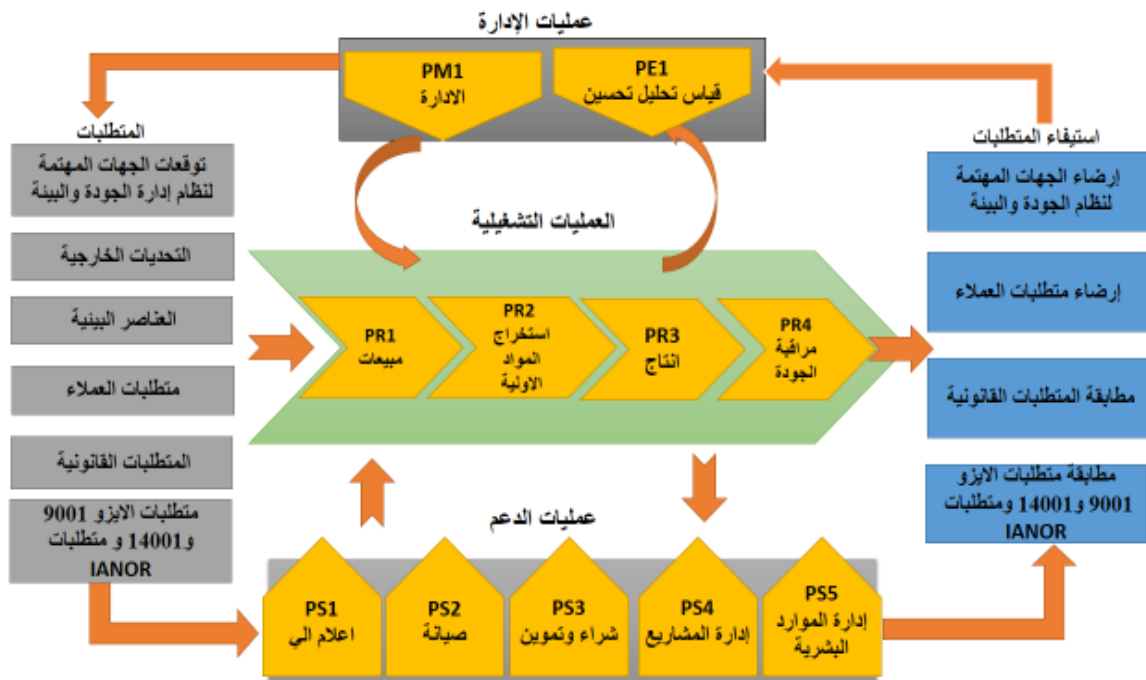 عمليات الإدارة
PM1
الادارة
PE1
قياس تحليل تحسين
المتطلبات
توقعات الجهات المهتمة
لنظام إدارة الجودة والبيئة
التحديات الخارجية
العناصر البيئية
متطلبات العملاء
المتطلبات القانونية
متطلبات الايزو 9001
و14001 و متطلبات
IANOR
العمليات التشغيلية
PR1
مبيعات
PR2
استخراج
المواد
الاولية
PR3
انتاج
PR4
مراقبة
الجودة
استيفاء المتطلبات
إرضاء الجهات المهتمة
لنظام الجودة والبيئة
إرضاء متطلبات العملاء
مطابقة المتطلبات القانونية
مطابقة متطلبات الايزو
9001 و14001 ومتطلبات
IANOR
عمليات الدعم
PS1
اعلام الي
PS2
صيانة
PS3
شراء وتموين
PS4
إدارة المشاريع
PS5
إدارة الموارد
البشرية